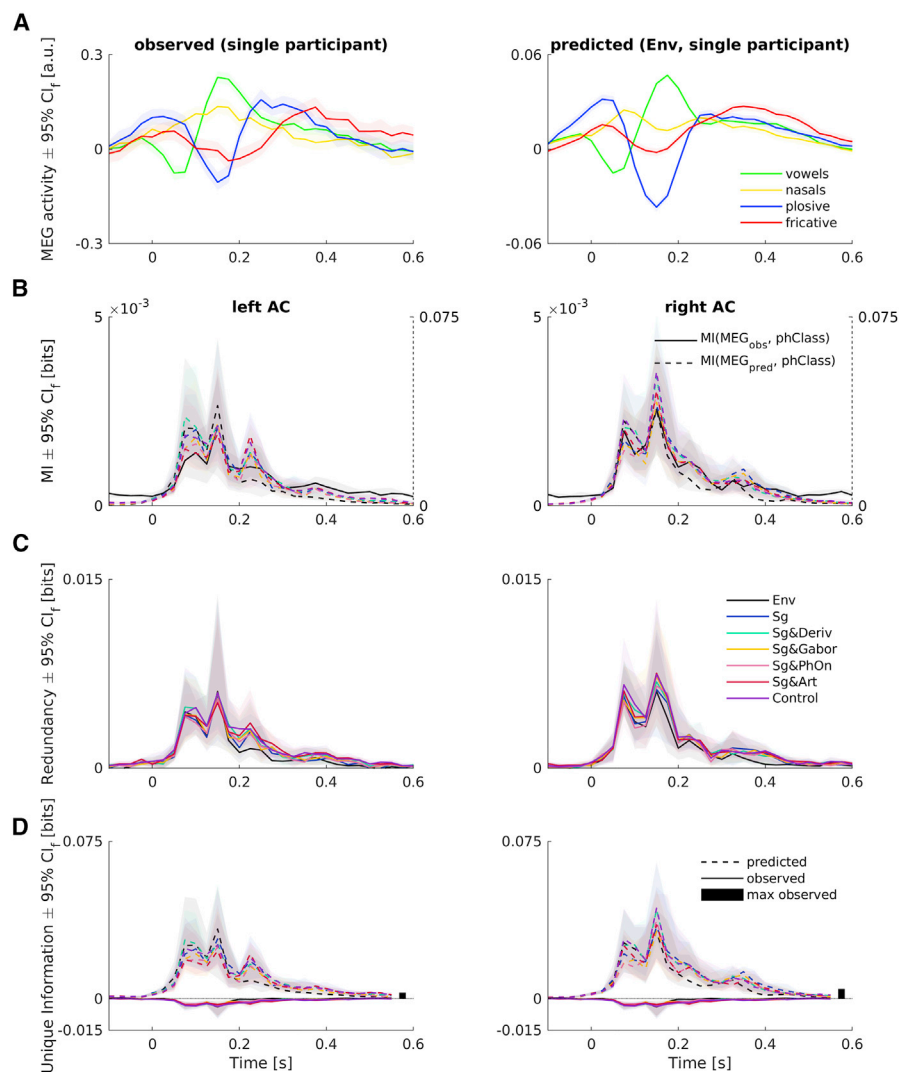 A
observed (single participant)
predicted (Env, single participant)
MEG activity ± 95% CI_f [a.u.]
0.3
0
-0.3
0 0.2 0.4 0.6
0.06
0
-0.06
0 0.2 0.4 0.6
vowels
nasals
plosive
fricative
B
left AC
right AC
MI ± 95% CI_f [bits]
5 ×10^-3
0
0.075
0
0 0.2 0.4 0.6
5 ×10^-3
0
0.075
0
0 0.2 0.4 0.6
MI(MEG_obs, phClass)
MI(MEG_pred, phClass)
C
Redundancy ± 95% CI_f [bits]
0.015
0
0 0.2 0.4 0.6
0.015
0
0 0.2 0.4 0.6
Env
Sg
Sg&Deriv
Sg&Gabor
Sg&PhOn
Sg&Art
Control
D
Unique Information ± 95% CI_f [bits]
0.075
0
-0.015
0 0.2 0.4 0.6
Time [s]
0.075
0
-0.015
0 0.2 0.4 0.6
Time [s]
predicted
observed
max observed